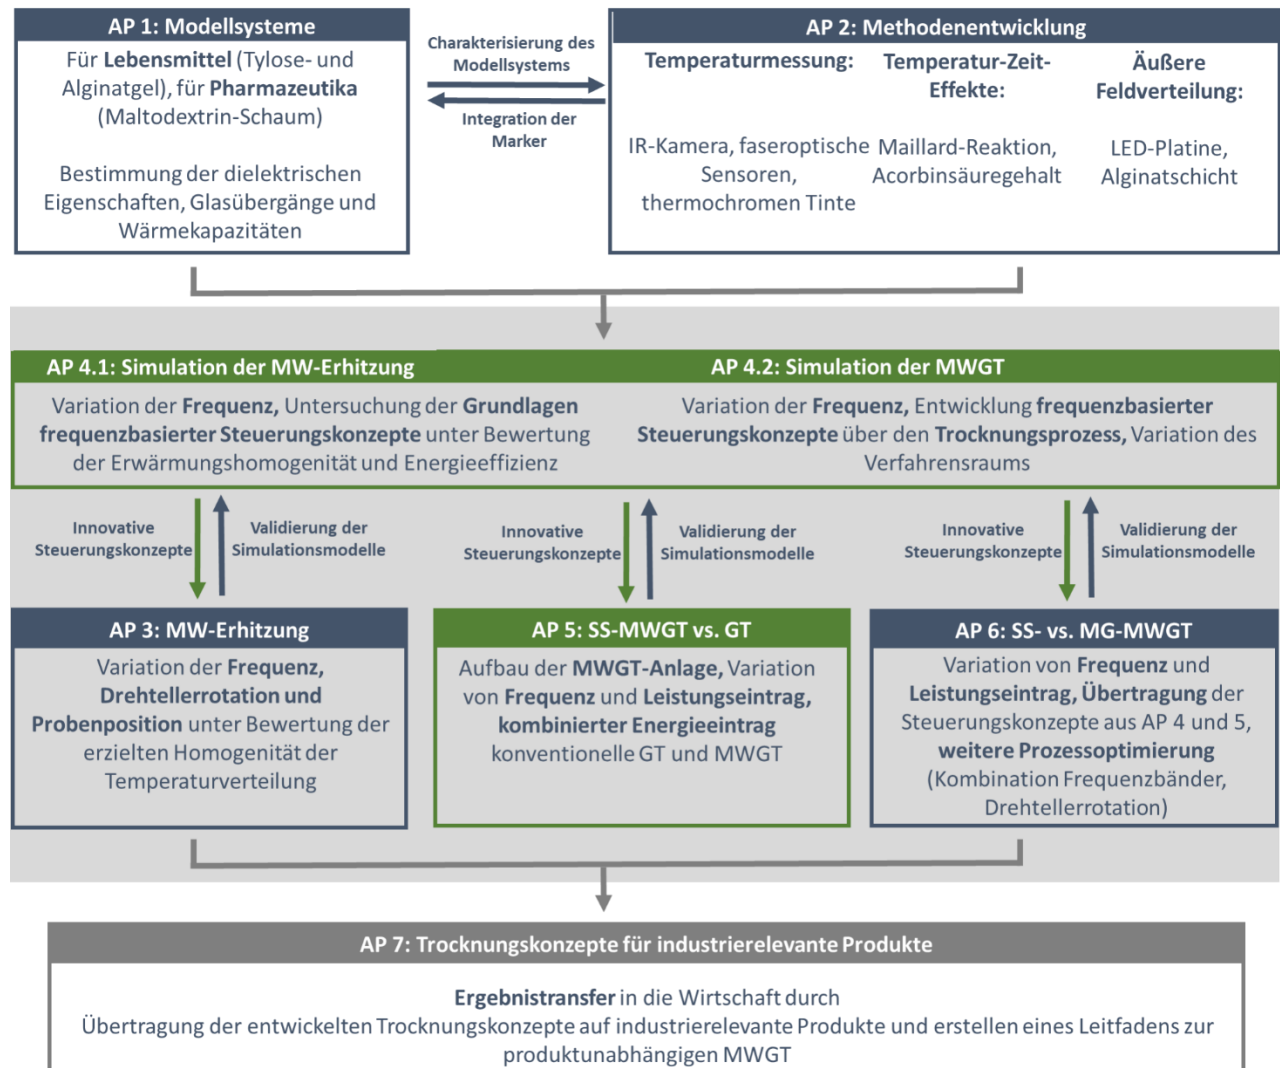 AP 1: Modellsysteme
Für Lebensmittel (Tylose- und
Alginatgel), für Pharmazeutika
(Maltodextrin-Schaum)
Bestimmung der dielektrischen
Eigenschaften, Glasübergänge und
Wärmekapazitäten
Charakterisierung des
Modellsystems
Integration der
Marker
AP 2: Methodenentwicklung
Temperaturmessung:
IR-Kamera, faseroptische
Sensoren,
thermochromen Tinte
Temperatur-Zeit-
Effekte:
Maillard-Reaktion,
Acorbinsäuregehalt
Äußere
Feldverteilung:
LED-Platine,
Alginatschicht
AP 4.1: Simulation der MW-Erhitzung
Variation der Frequenz, Untersuchung der Grundlagen
frequenzbasierter Steuerungskonzepte unter Bewertung
der Erwärmungshomogenität und Energieeffizienz
AP 4.2: Simulation der MWGT
Variation der Frequenz, Entwicklung frequenzbasierter
Steuerungskonzepte über den Trocknungsprozess, Variation des
Verfahrensraums
Innovative
Steuerungskonzepte
Validierung der
Simulationsmodelle
Innovative
Steuerungskonzepte
Validierung der
Simulationsmodelle
Innovative
Steuerungskonzepte
Validierung der
Simulationsmodelle
AP 3: MW-Erhitzung
Variation der Frequenz,
Drehtellerrotation und
Probenposition unter Bewertung der
erzielten Homogenität der
Temperaturverteilung
AP 5: SS-MWGT vs. GT
Aufbau der MWGT-Anlage, Variation
von Frequenz und Leistungseintrag,
kombinierter Energieeintrag
konventionelle GT und MWGT
AP 6: SS- vs. MG-MWGT
Variation von Frequenz und
Leistungseintrag, Übertragung der
Steuerungskonzepte aus AP 4 und 5,
weitere Prozessoptimierung
(Kombination Frequenzbänder,
Drehtellerrotation)
AP 7: Trocknungskonzepte für industrierelevante Produkte
Ergebnistransfer in die Wirtschaft durch
Übertragung der entwickelten Trocknungskonzepte auf industrierelevante Produkte und erstellen eines Leitfadens zur
produktunabhängigen MWGT